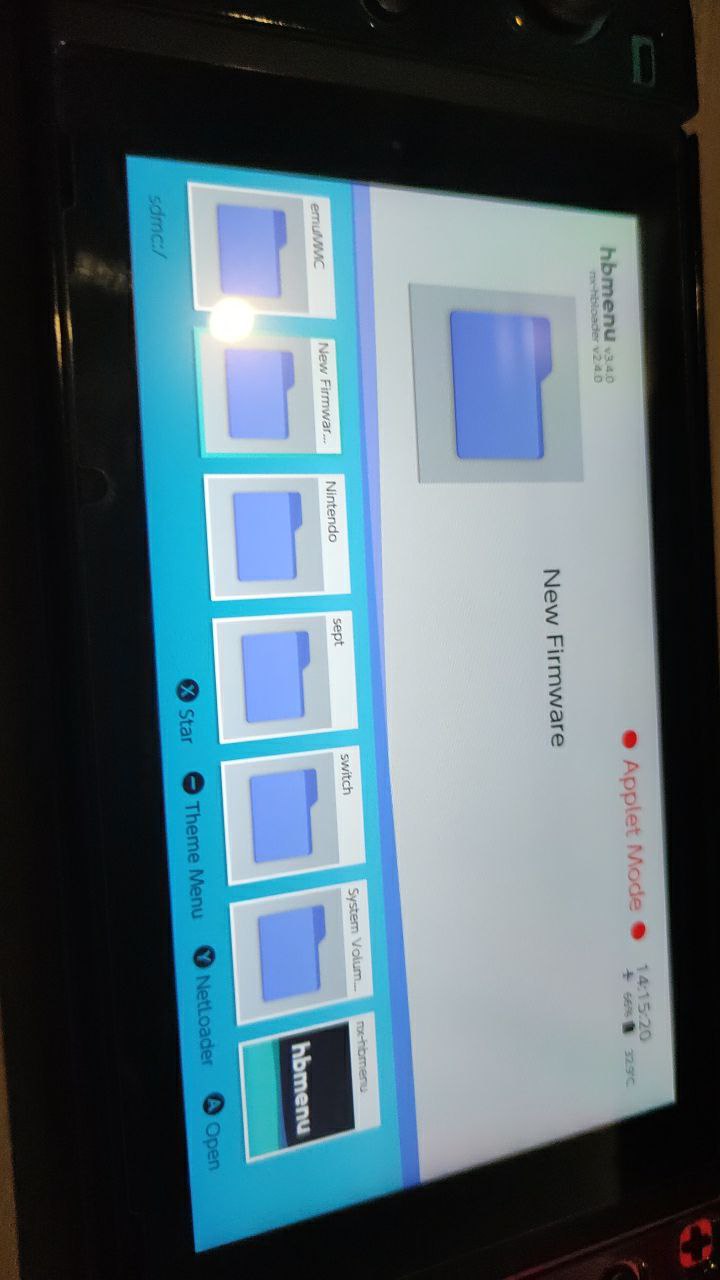 hbmenu v3.4.0
nx-hbloader v2.4.0
● Applet Mode ●
14:15:20
66% 32.9°C
New Firmware
emuMMC
New Firmwar...
Nintendo
sept
switch
System Volum...
nx-hbmenu
hbmenu
sdmc:/
X Star
Theme Menu
Y NetLoader
A Open